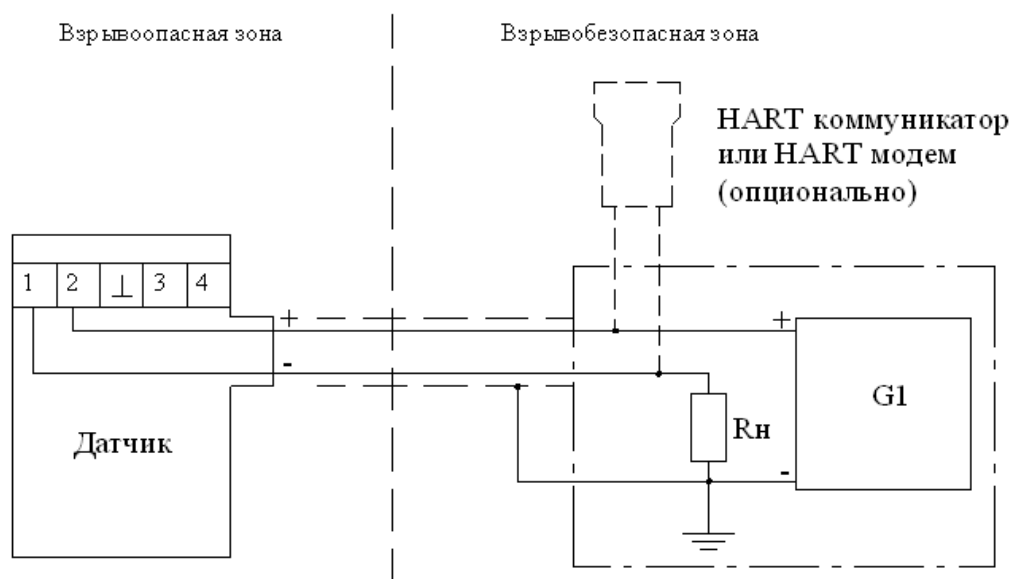 Взрывоопасная зона
Взрывобезопасная зона
HART коммуникатор
или HART модем
(опционально)
1 2 ⊥ 3 4
+
-
+
G1
Rн
-
Датчик